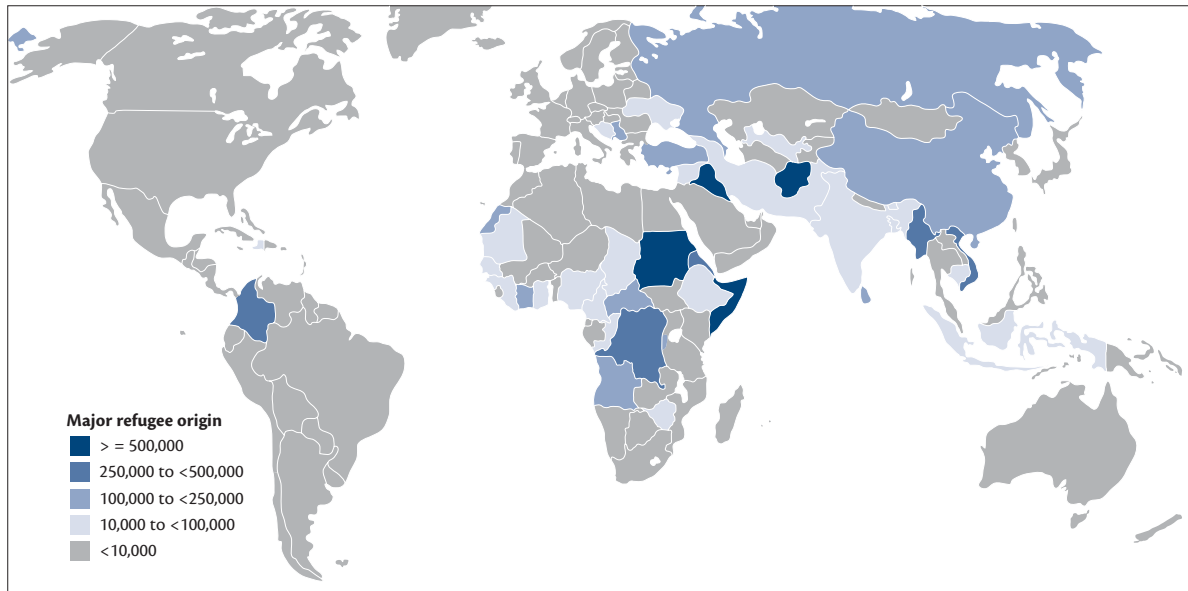 Major refugee origin
> = 500,000
250,000 to <500,000
100,000 to <250,000
10,000 to <100,000
<10,000